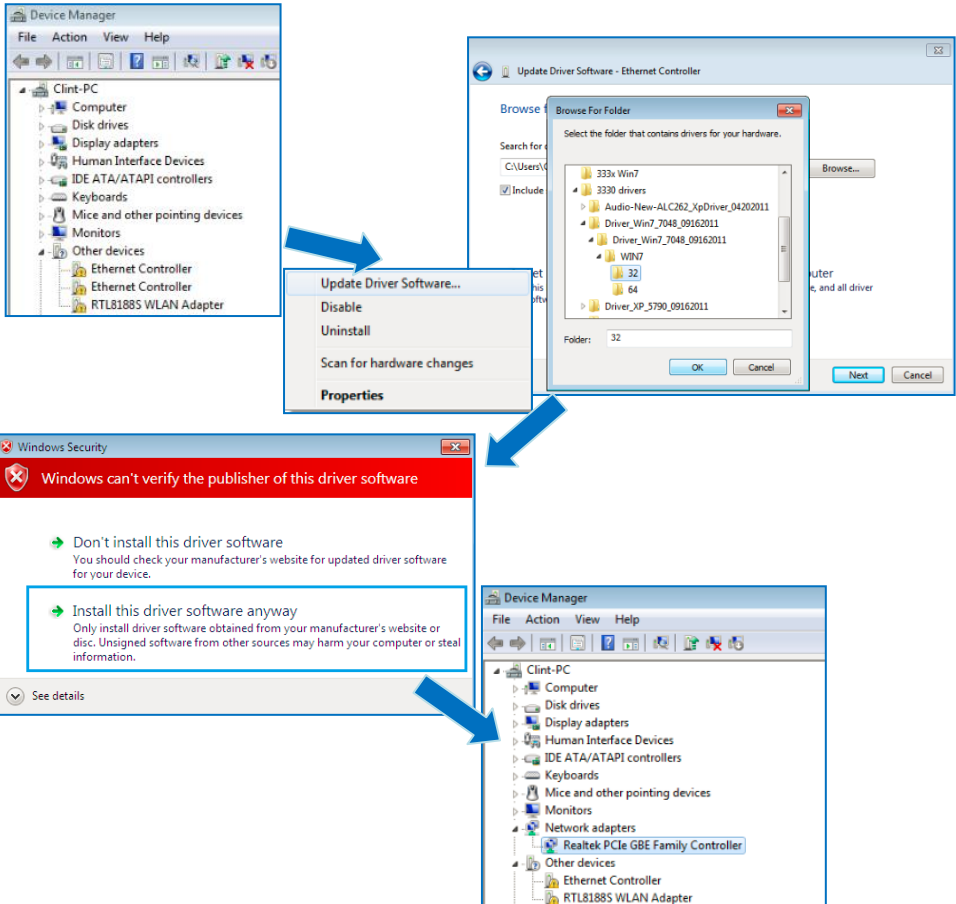 Device Manager
File Action View Help
Clint-PC
Computer
Disk drives
Display adapters
Human Interface Devices
IDE ATA/ATAPI controllers
Keyboards
Mice and other pointing devices
Monitors
Other devices
Ethernet Controller
Ethernet Controller
RTL8188S WLAN Adapter
Update Driver Software...
Disable
Uninstall
Scan for hardware changes
Properties
Update Driver Software - Ethernet Controller
Browse
Search for
C:\Users\
Browse...
Include
Browse For Folder
Select the folder that contains drivers for your hardware.
333x Win7
3330 drivers
Audio-New-ALC262_XpDriver_04202011
Driver_Win7_7048_09162011
Driver_Win7_7048_09162011
WIN7
32
64
Driver_XP_5790_09162011
Folder: 32
OK Cancel
e, and all driver
Next Cancel
Windows Security
Windows can't verify the publisher of this driver software
Don't install this driver software
You should check your manufacturer's website for updated driver software
for your device.
Install this driver software anyway
Only install driver software obtained from your manufacturer's website or
disc. Unsigned software from other sources may harm your computer or steal
information.
See details
Device Manager
File Action View Help
Clint-PC
Computer
Disk drives
Display adapters
Human Interface Devices
IDE ATA/ATAPI controllers
Keyboards
Mice and other pointing devices
Monitors
Network adapters
Realtek PCIe GBE Family Controller
Other devices
Ethernet Controller
RTL8188S WLAN Adapter